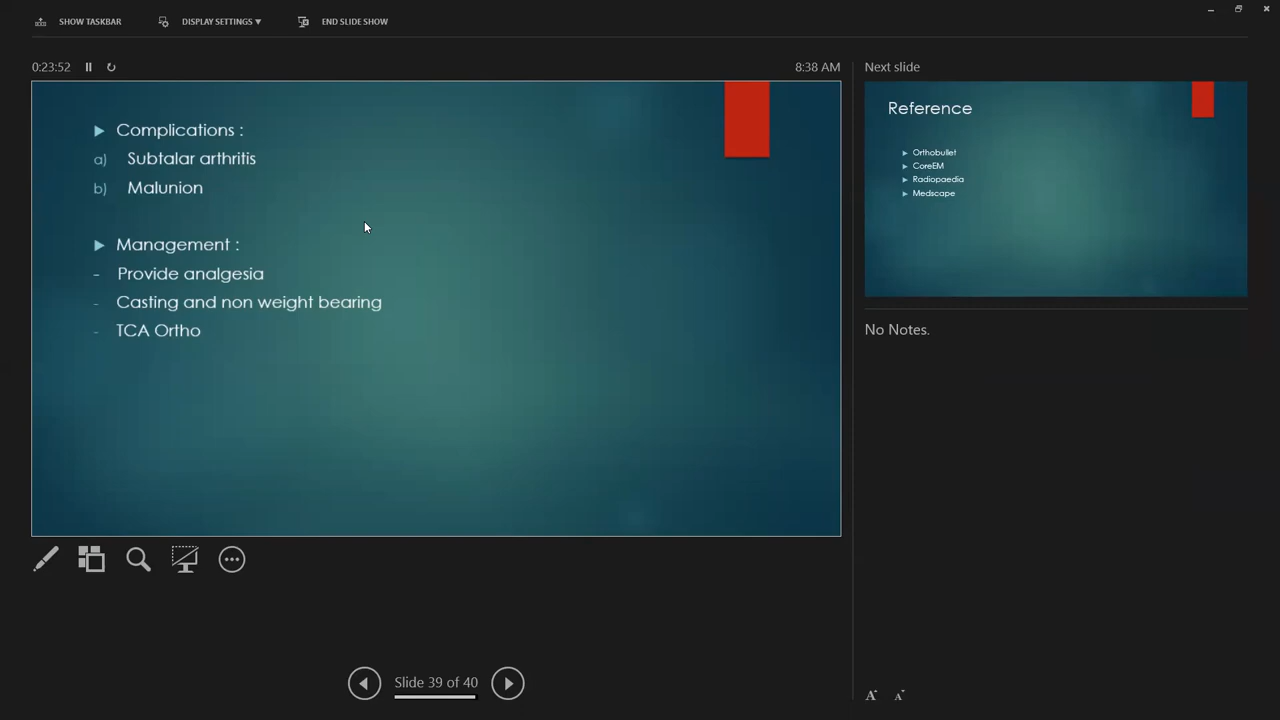 SHOW TASKBAR
DISPLAY SETTINGS ▼
END SLIDE SHOW
0:23:52
8:38 AM
Complications :
a) Subtalar arthritis
b) Malunion
Management :
- Provide analgesia
- Casting and non weight bearing
- TCA Ortho
Slide 39 of 40
Next slide
Reference
Orthobullet
CoreEM
Radiopaedia
Medscape
No Notes.
A A